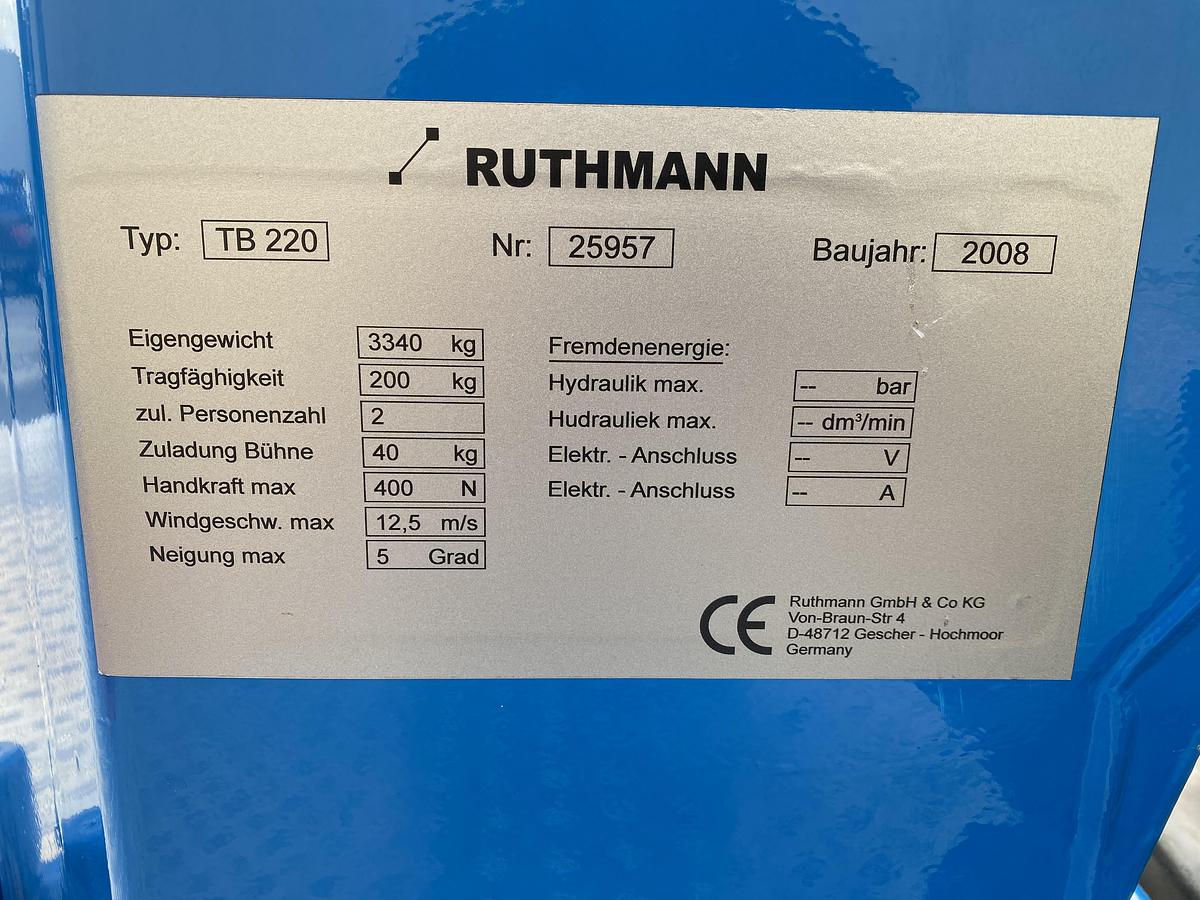 RUTHMANN
Typ: TB 220 Nr: 25957 Baujahr: 2008
Eigengewicht 3340 kg
Tragfäghigkeit 200 kg
zul. Personenzahl 2
Zuladung Bühne 40 kg
Handkraft max 400 N
Windgeschw. max 12,5 m/s
Neigung max 5 Grad
Fremdenenergie:
Hydraulik max. -- bar
Hudrauliek max. -- dm³/min
Elektr. - Anschluss -- V
Elektr. - Anschluss -- A
CE
Ruthmann GmbH & Co KG
Von-Braun-Str 4
D-48712 Gescher - Hochmoor
Germany